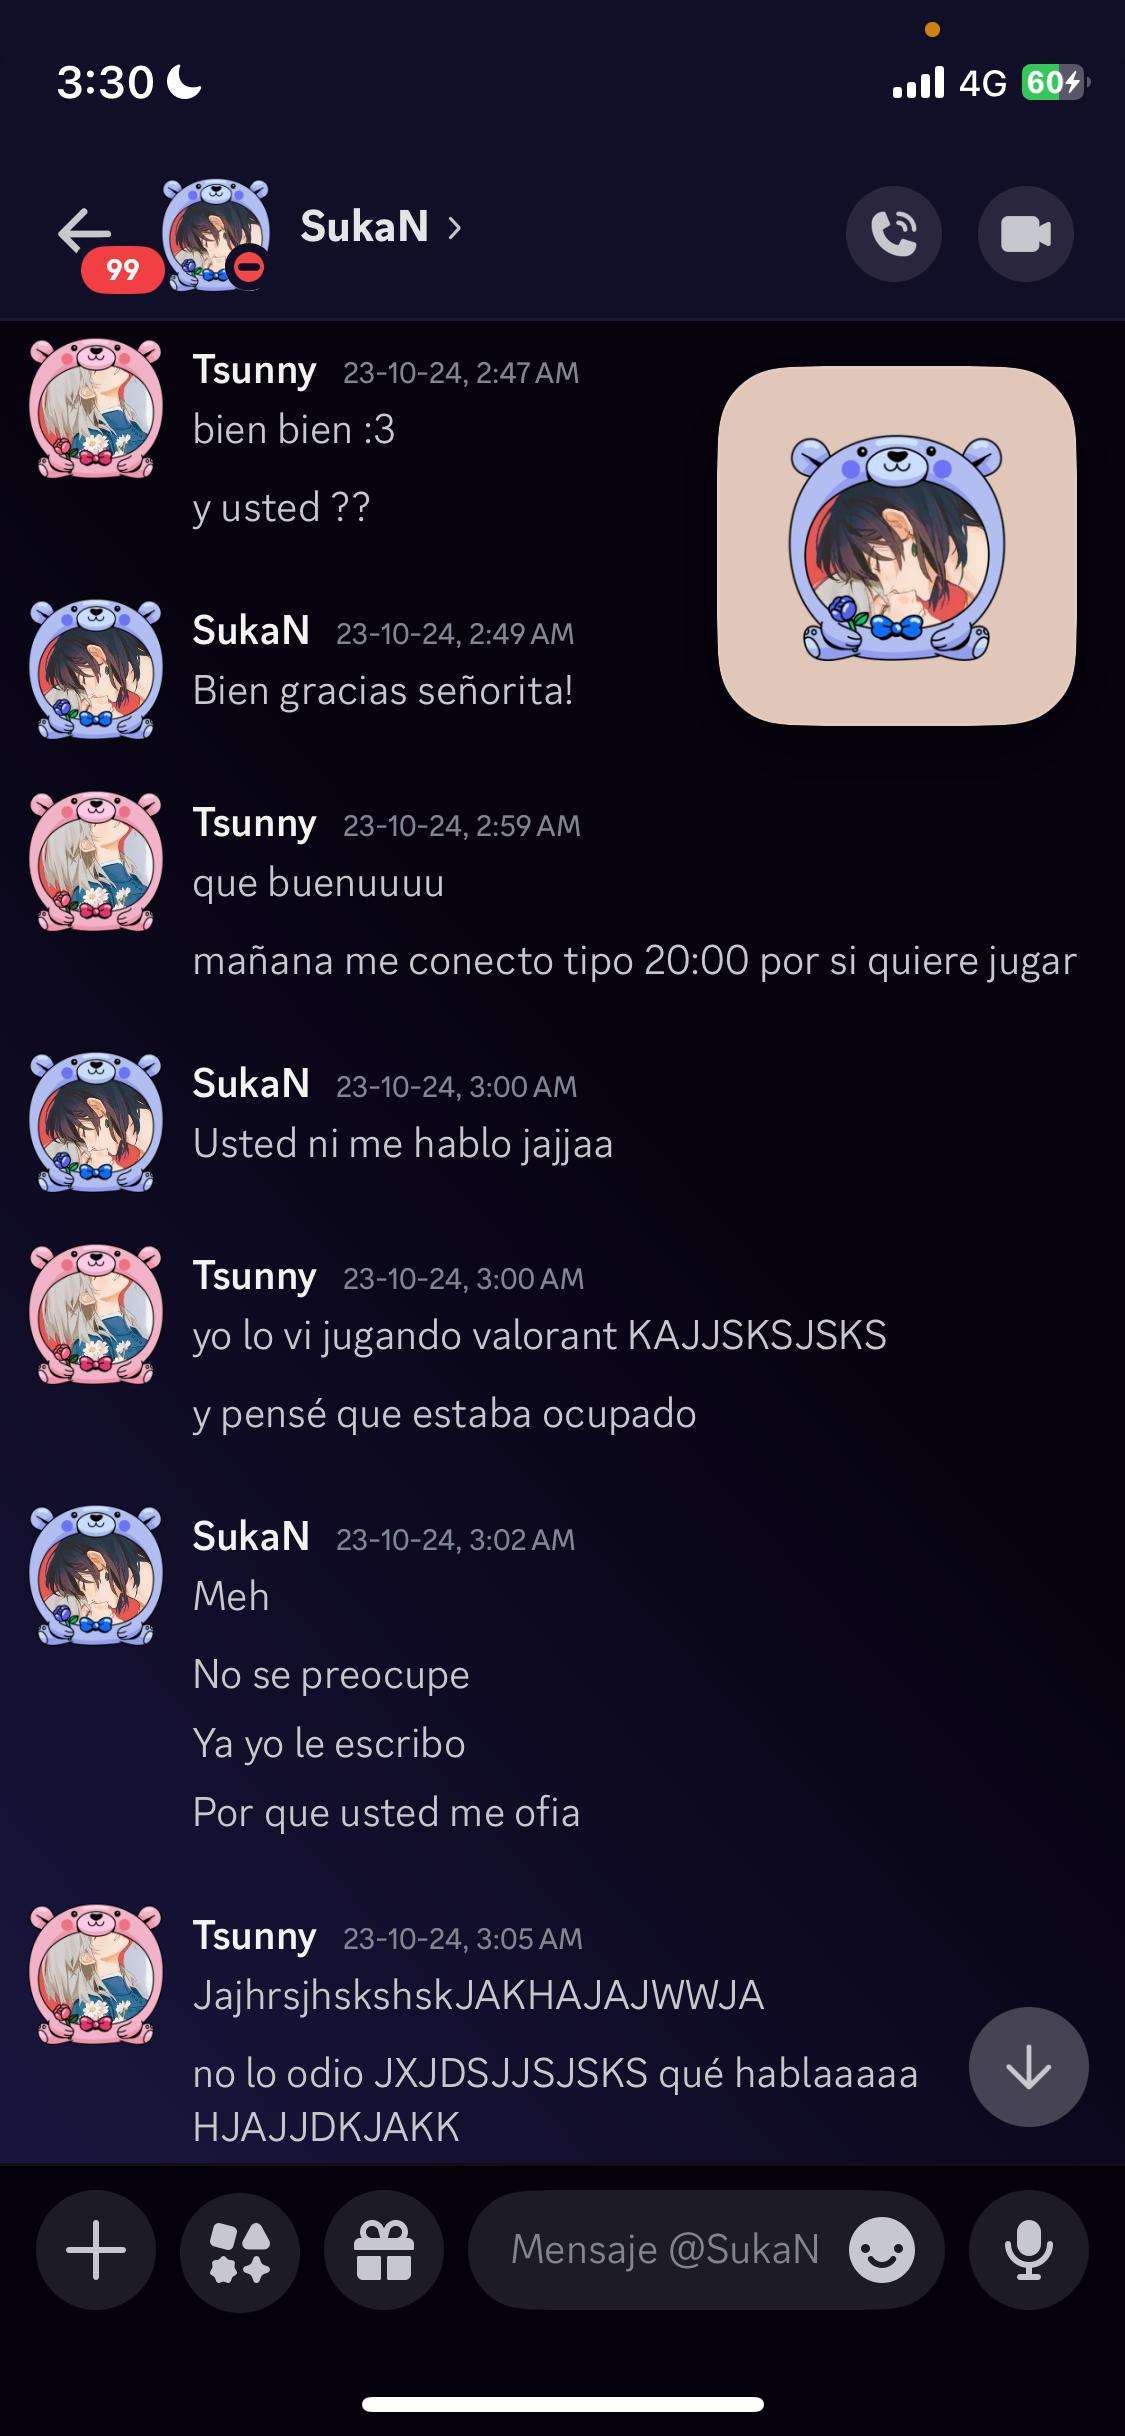 3:30
4G
60
99
SukaN
Tsunny 23-10-24, 2:47 AM
bien bien :3
y usted ??
SukaN 23-10-24, 2:49 AM
Bien gracias señorita!
Tsunny 23-10-24, 2:59 AM
que buenuuuu
mañana me conecto tipo 20:00 por si quiere jugar
SukaN 23-10-24, 3:00 AM
Usted ni me hablo jajjaa
Tsunny 23-10-24, 3:00 AM
yo lo vi jugando valorant KAJJSKSJSKS
y pensé que estaba ocupado
SukaN 23-10-24, 3:02 AM
Meh
No se preocupe
Ya yo le escribo
Por que usted me ofia
Tsunny 23-10-24, 3:05 AM
JajhrsjhskshskJAKHAJAJWWJA
no lo odio JXJDSJJSJSKS qué hablaaaaa
HJAJJDKJAKK
Mensaje @SukaN